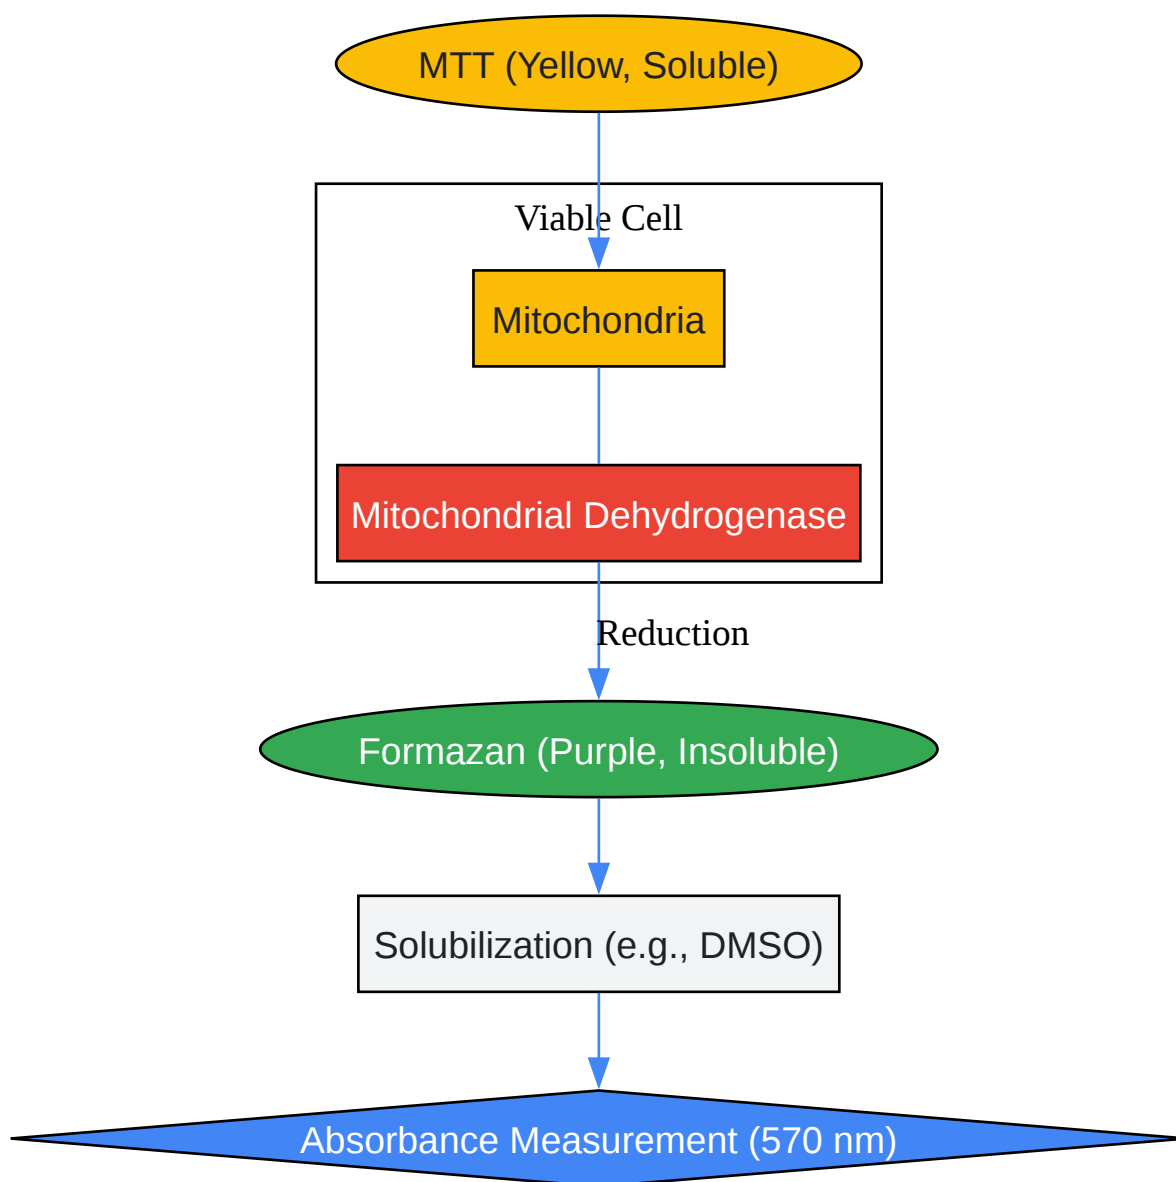 MTT (Yellow, Soluble)
Viable Cell
Mitochondria
Mitochondrial Dehydrogenase
Reduction
Formazan (Purple, Insoluble)
Solubilization (e.g., DMSO)
Absorbance Measurement (570 nm)